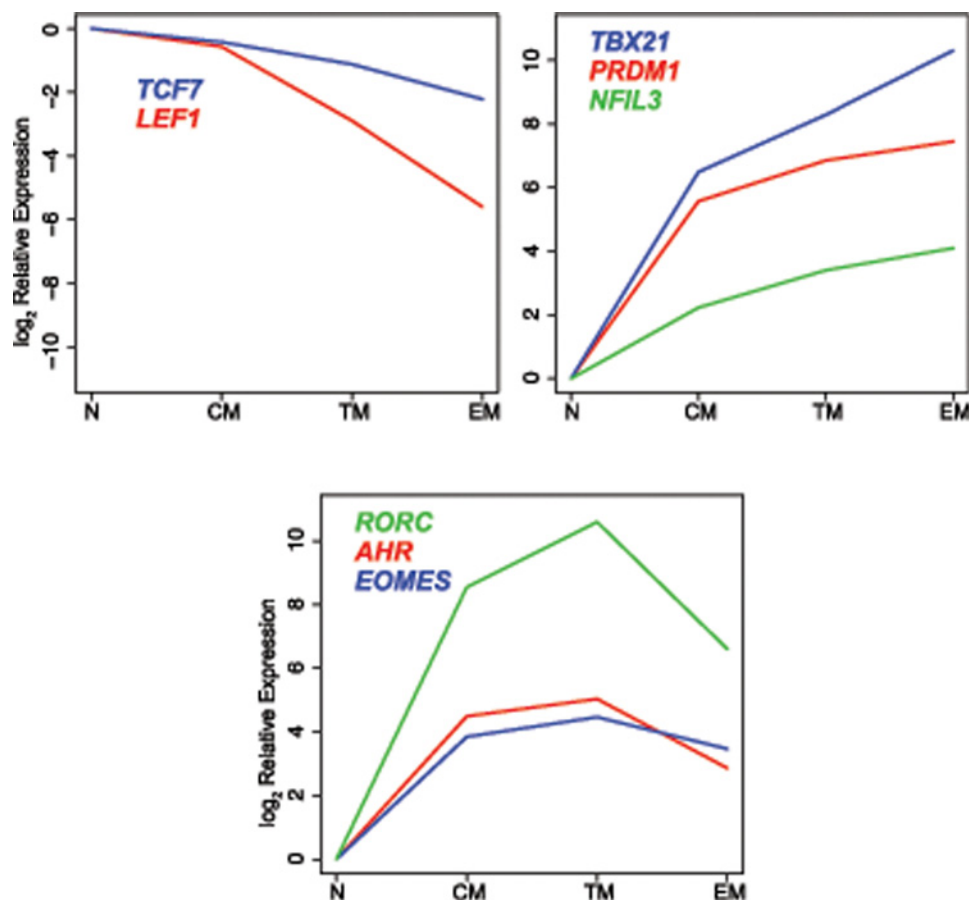 TCF7
LEF1
log2 Relative Expression
0
−2
−4
−6
−8
−10
N CM TM EM
TBX21
PRDM1
NFIL3
10
8
6
4
2
0
N CM TM EM
RORC
AHR
EOMES
log2 Relative Expression
10
8
6
4
2
0
N CM TM EM